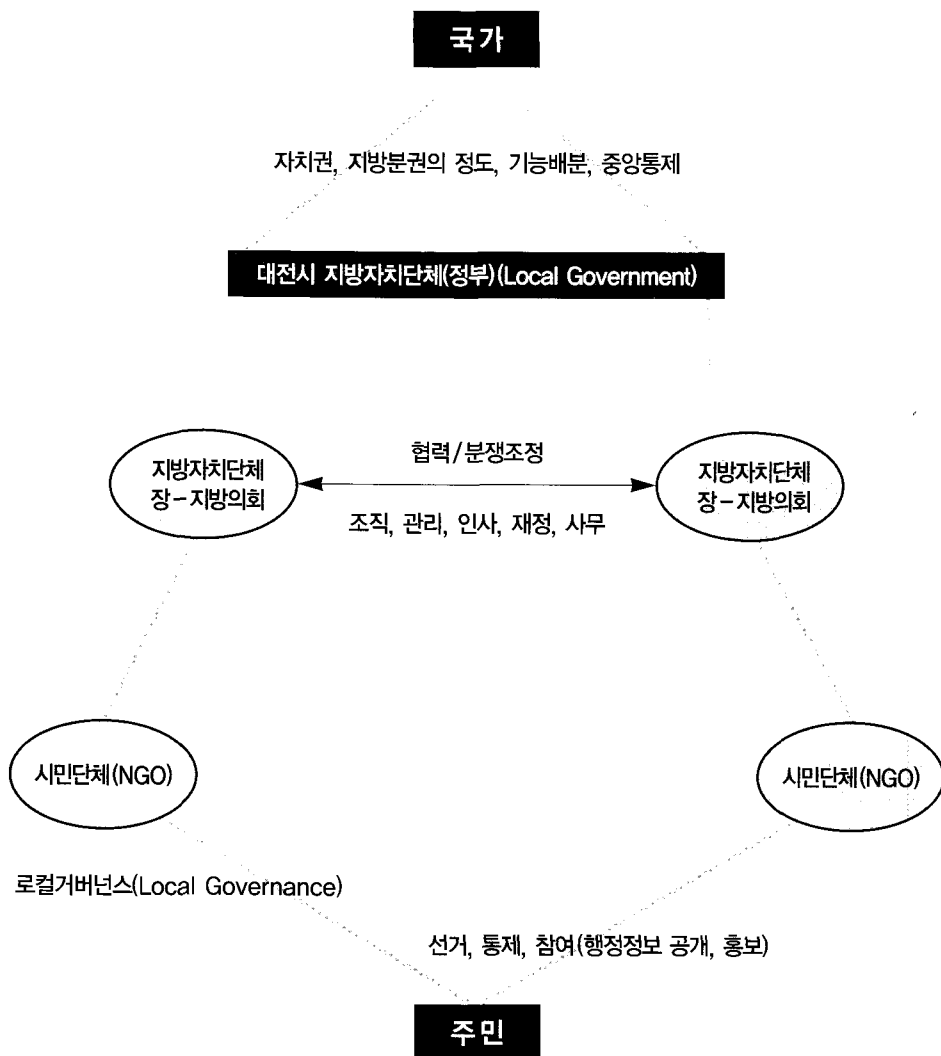 국가
자치권, 지방분권의 정도, 기능배분, 중앙통제
대전시 지방자치단체(정부)(Local Government)
협력/분쟁조정
지방자치단체
장-지방의회
지방자치단체
장-지방의회
조직, 관리, 인사, 재정, 사무
시민단체(NGO)
시민단체(NGO)
로컬거버넌스(Local Governance)
선거, 통제, 참여(행정정보 공개, 홍보)
주민